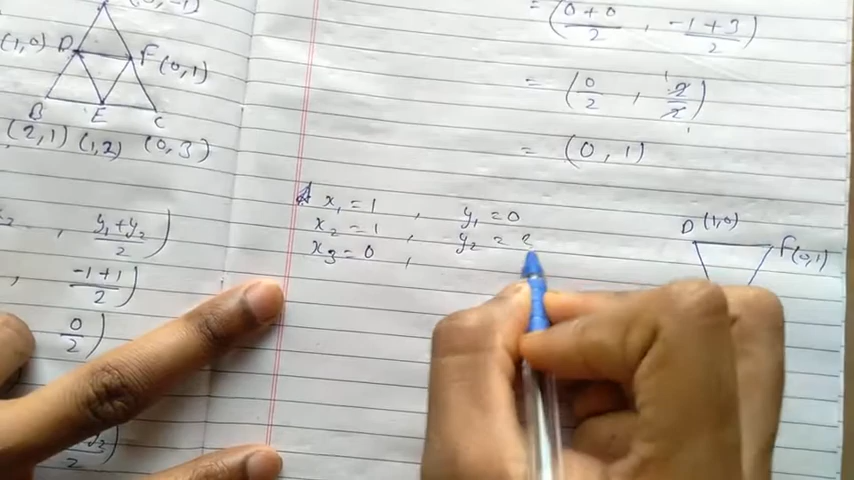 (0, -1)
(1,0) D
F (0,1)
B E C
(2,1) (1,2) (0,3)
, y₁+y₂/2)
, -1+1/2)
0/2)
= (0+0/2 , -1+3/2)
= (0/2 , 2/2)
= (0, 1)
x₁ = 1 , y₁ = 0
x₂ = 1 , y₂ = 2
x₃ = 0 ,
D (1,0)
F (0,1)